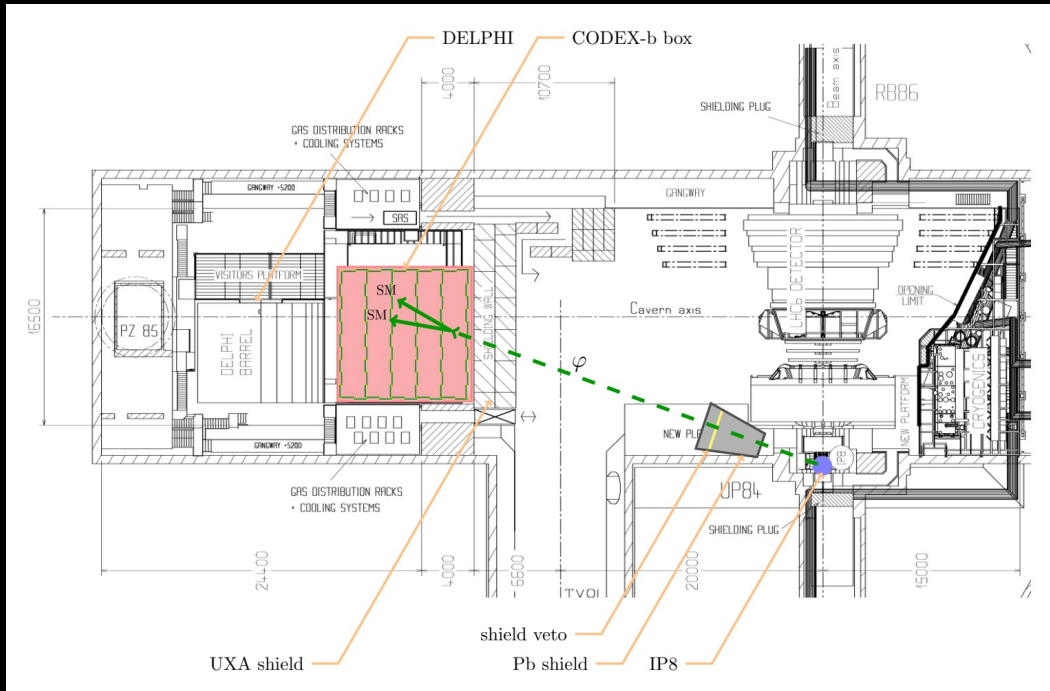 DELPHI
CODEX-b box
4000
10700
Beam axis
RB86
SHIELDING PLUG
GAS DISTRIBUTION RACKS
+ COOLING SYSTEMS
GANGWAY +5200
GANGWAY
SAS
16500
VISITORS PLATFORM
SM
SM
PZ 85
DELPHI
BARREL
SHIELDING WALL
Cavern axis
LHCb DETECTOR
OPENING
LIMIT
φ
CRYOGENICS
NEW PLATFORM
NEW PLE
IP8
GANGWAY +5200
GAS DISTRIBUTION RACKS
+ COOLING SYSTEMS
UP84
SHIELDING PLUG
24400
4000
6600
20000
15000
shield veto
UXA shield
Pb shield
IP8